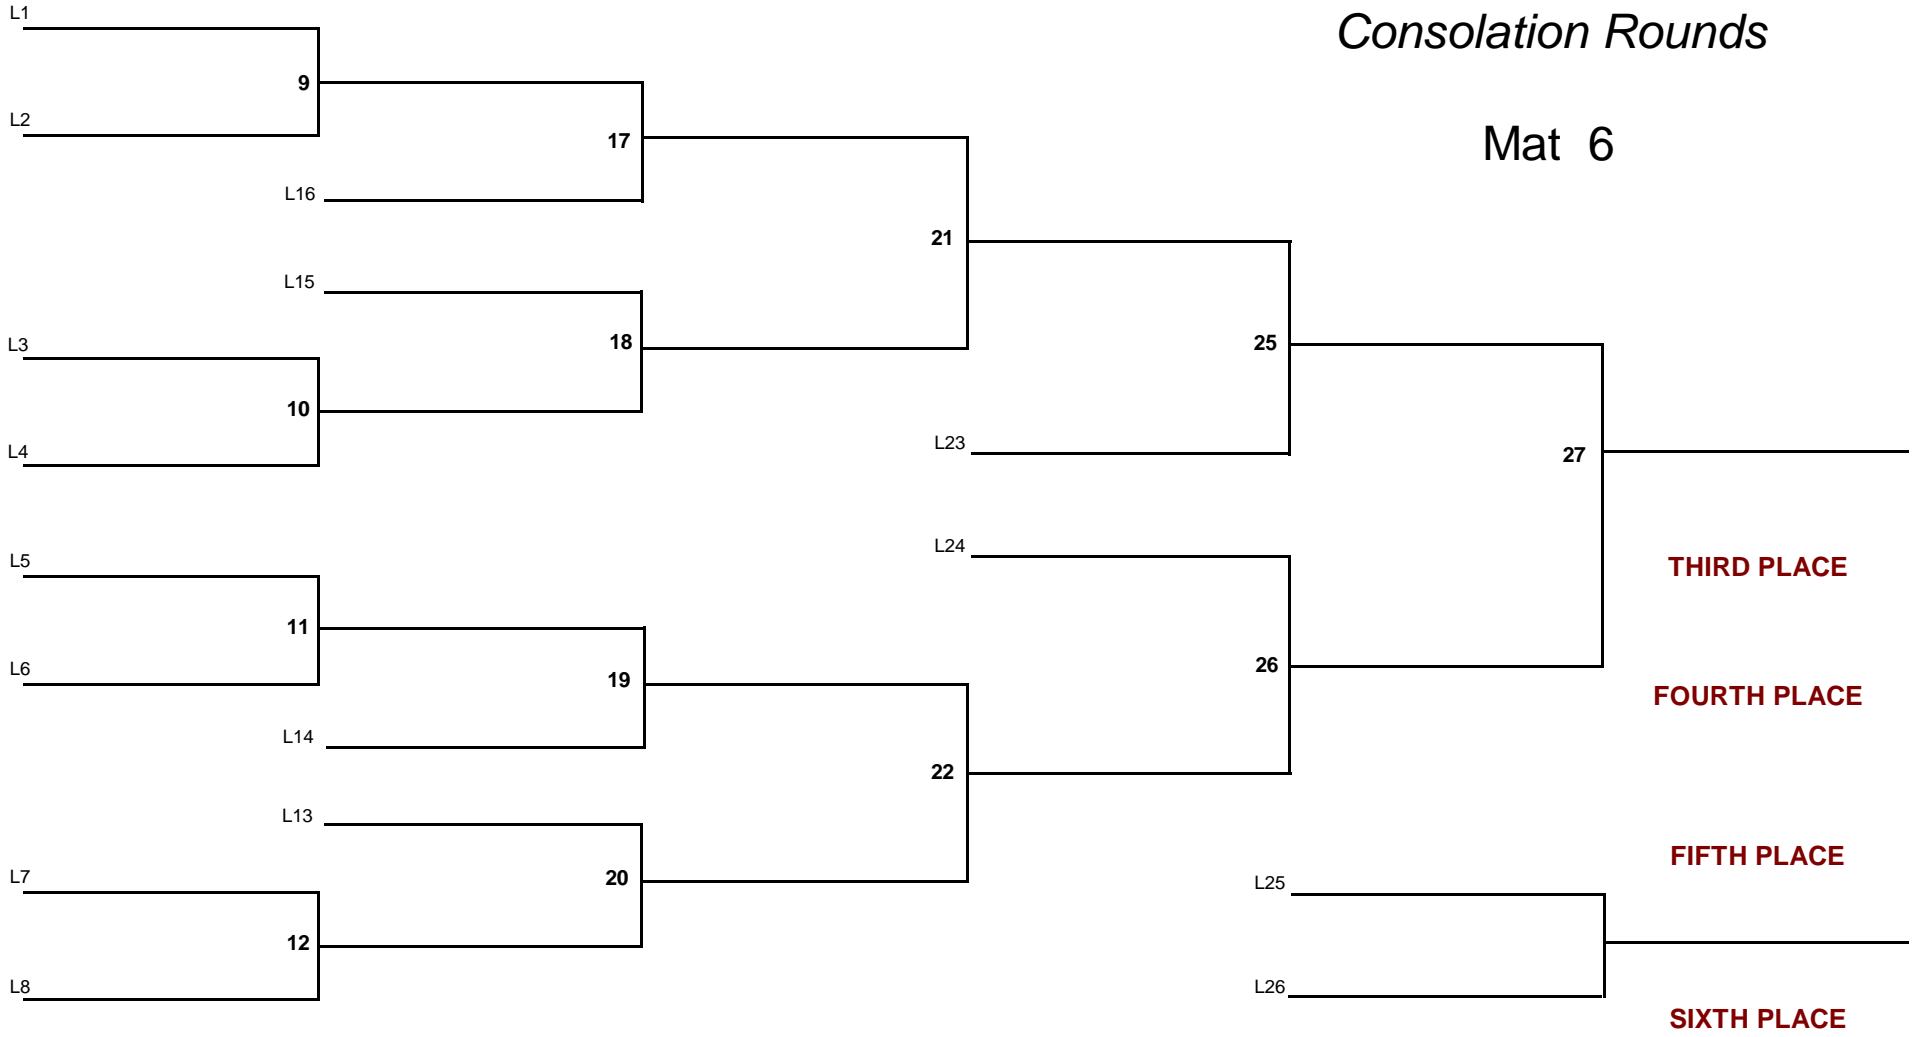 L1
Consolation Rounds
9
L2
17
Mat 6
L16
21
L15
L3
18
25
10
L4
L23
27
L5
L24
THIRD PLACE
11
L6
19
26
FOURTH PLACE
L14
22
L13
L7
20
FIFTH PLACE
L25
12
L8
L26
SIXTH PLACE